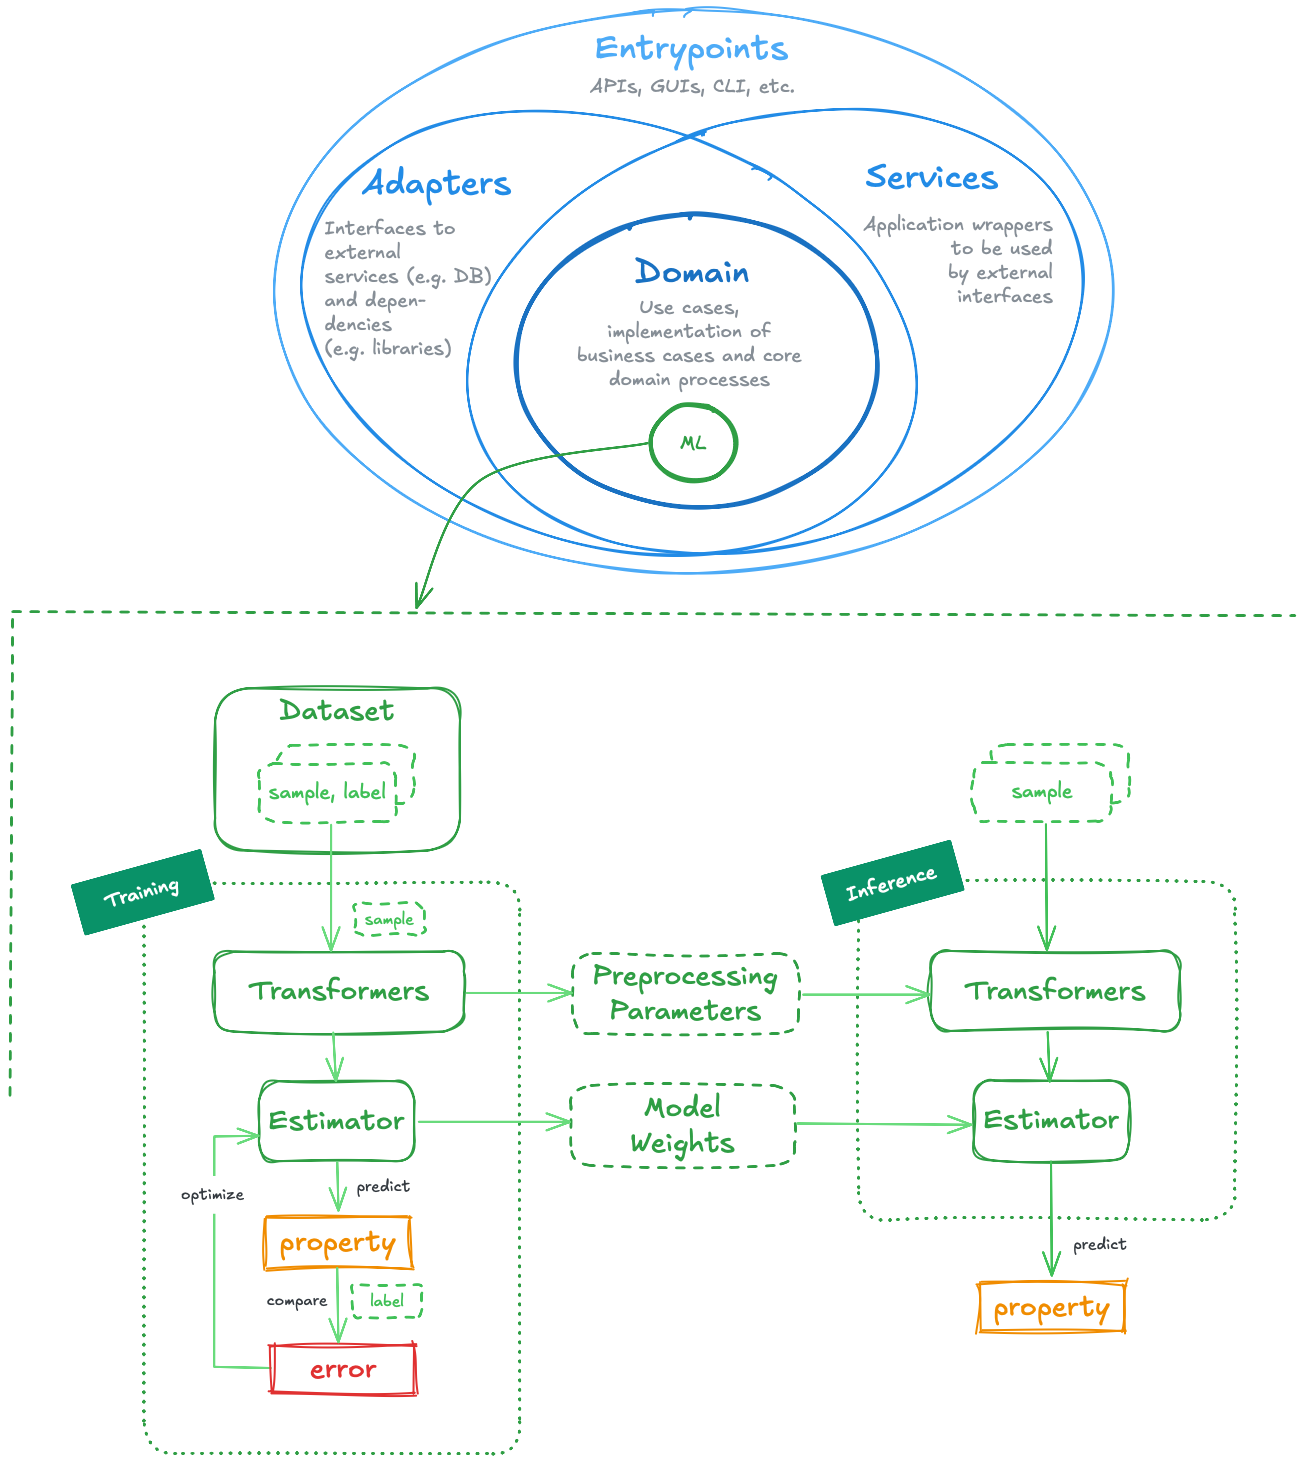 Entrypoints
APIs, GUIs, CLI, etc.
Adapters
Interfaces to
external
services (e.g. DB)
and depen-
dencies
(e.g. libraries)
Services
Application wrappers
to be used
by external
interfaces
Domain
Use cases,
implementation of
business cases and core
domain processes
ML
Dataset
sample, label
sample
Training
Inference
sample
Transformers
Preprocessing
Parameters
Transformers
Estimator
Model
Weights
Estimator
optimize
predict
property
compare
label
error
predict
property